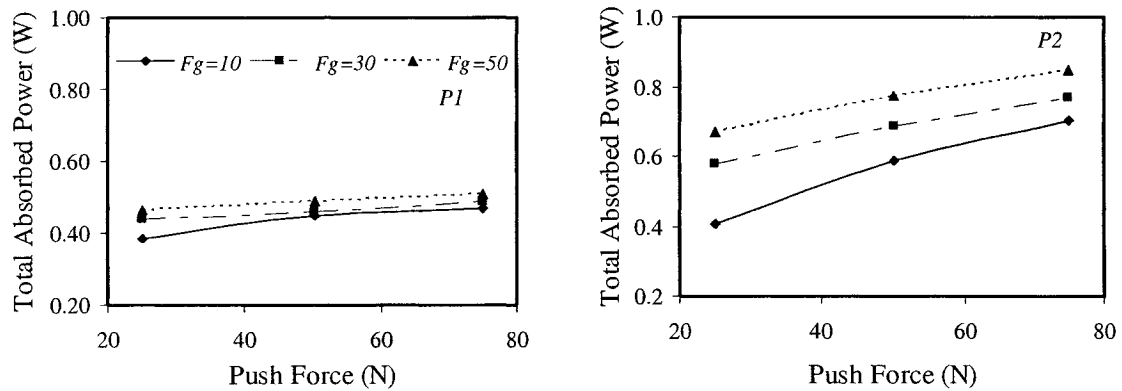 Total Absorbed Power (W)
1.00
0.80
0.60
0.40
0.20
Fg=10 Fg=30 Fg=50
P1
20 40 60 80
Push Force (N)
Total Absorbed Power (W)
1.0
0.8
0.6
0.4
0.2
P2
20 40 60 80
Push Force (N)